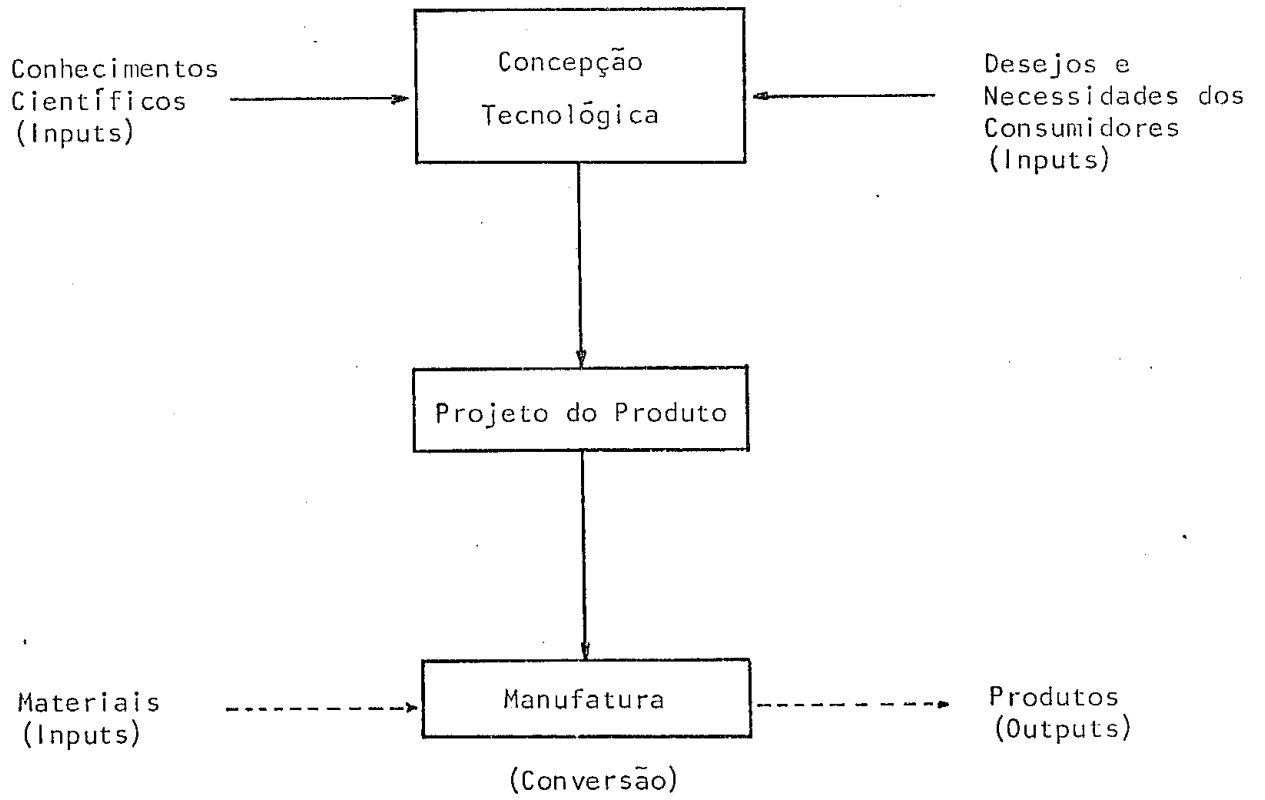 Conhecimentos
Científicos
(Inputs)
Concepção
Tecnológica
Desejos e
Necessidades dos
Consumidores
(Inputs)
Projeto do Produto
Materiais
(Inputs)
Manufatura
(Conversão)
Produtos
(Outputs)